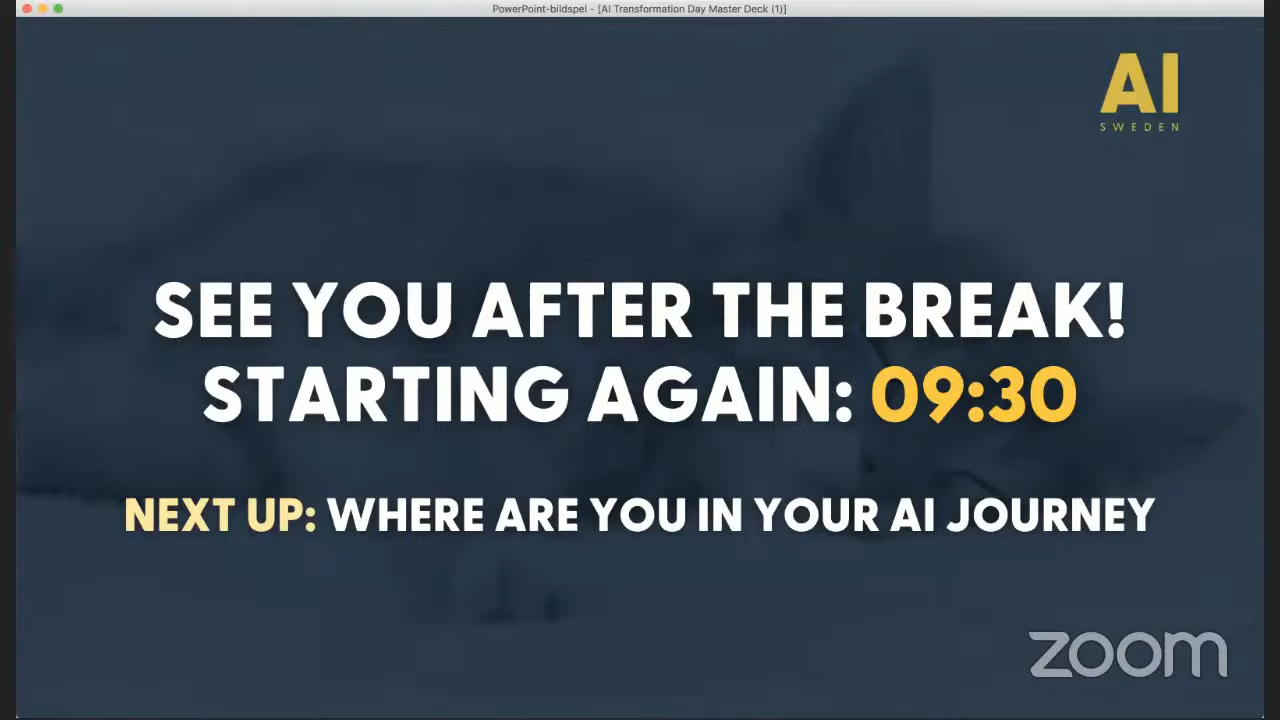 PowerPoint-bildspel - [AI Transformation Day Master Deck (1)]
AI
SWEDEN
SEE YOU AFTER THE BREAK!
STARTING AGAIN: 09:30
NEXT UP: WHERE ARE YOU IN YOUR AI JOURNEY
zoom